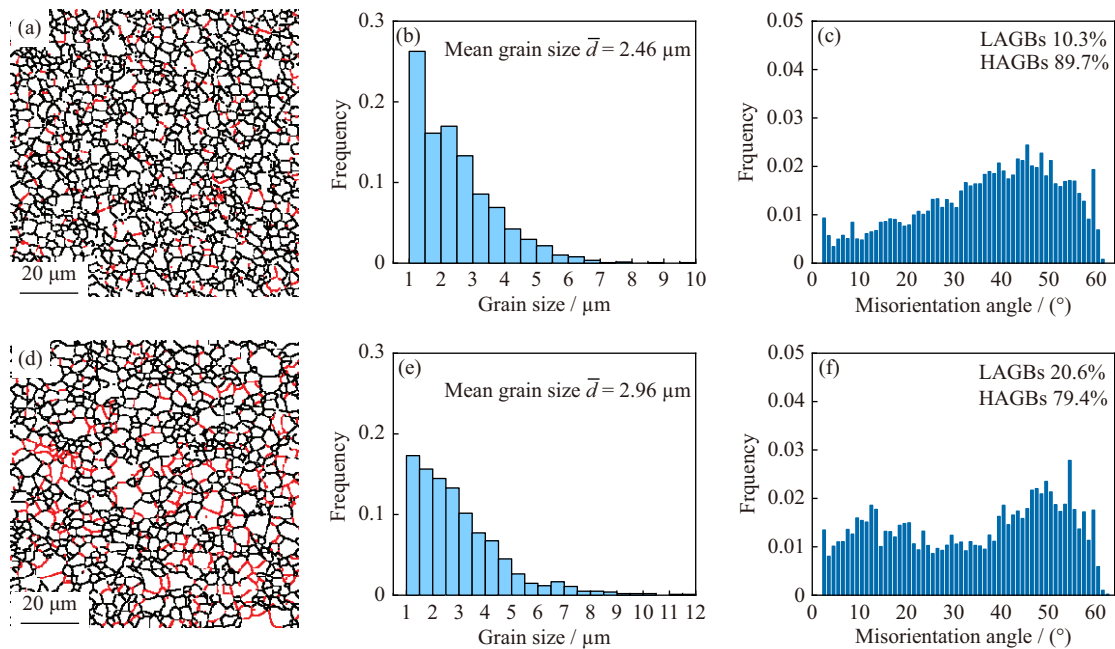 (a)
20 µm
(b)
Mean grain size d̅ = 2.46 µm
Frequency
0.3
0.2
0.1
0
1 2 3 4 5 6 7 8 9 10
Grain size / µm
(c)
LAGBs 10.3%
HAGBs 89.7%
Frquency
0.05
0.04
0.03
0.02
0.01
0
0 10 20 30 40 50 60
Misorientation angle / (°)
(d)
20 µm
(e)
Mean grain size d̅ = 2.96 µm
Frequency
0.3
0.2
0.1
0
1 2 3 4 5 6 7 8 9 10 11 12
Grain size / µm
(f)
LAGBs 20.6%
HAGBs 79.4%
Frequency
0.05
0.04
0.03
0.02
0.01
0
0 10 20 30 40 50 60
Misorientation angle / (°)